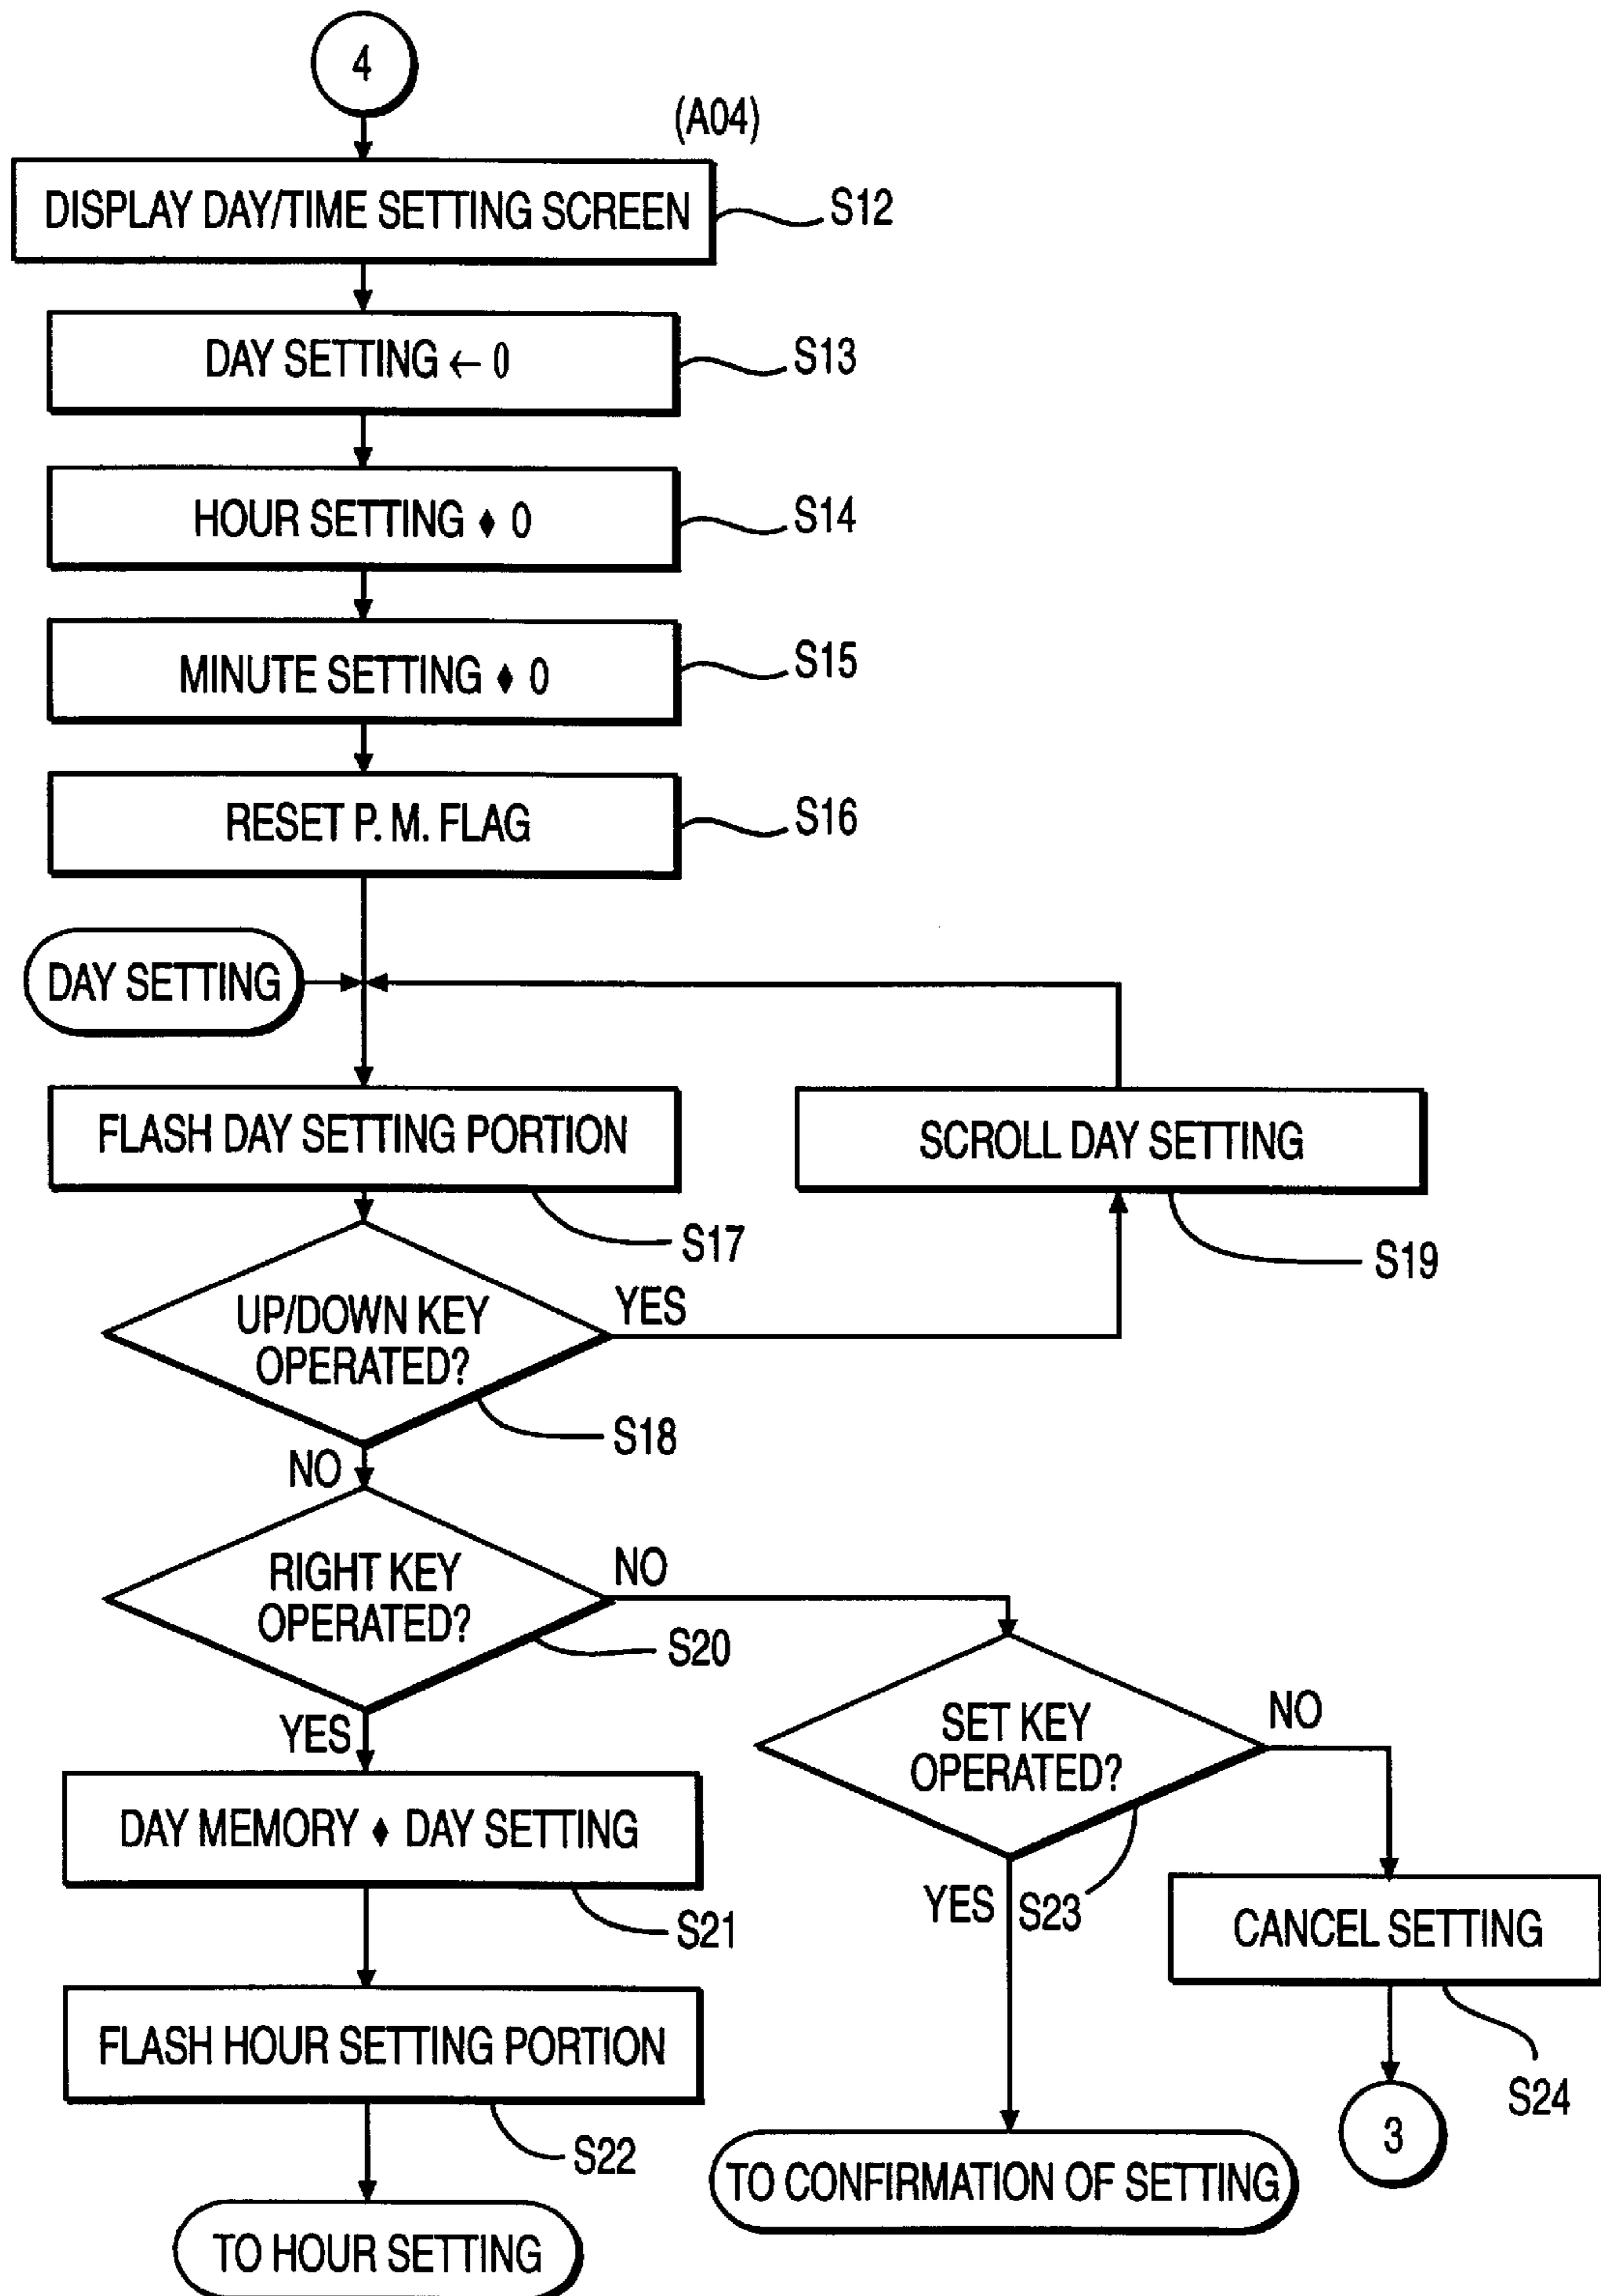 4
(A04)
DISPLAY DAY/TIME SETTING SCREEN
S12
DAY SETTING ← 0
S13
HOUR SETTING ♦ 0
S14
MINUTE SETTING ♦ 0
S15
RESET P. M. FLAG
S16
DAY SETTING
FLASH DAY SETTING PORTION
S17
SCROLL DAY SETTING
S19
UP/DOWN KEY
OPERATED?
YES
S18
NO
RIGHT KEY
OPERATED?
NO
S20
YES
SET KEY
OPERATED?
NO
YES
S23
DAY MEMORY ♦ DAY SETTING
S21
CANCEL SETTING
S24
FLASH HOUR SETTING PORTION
S22
3
TO CONFIRMATION OF SETTING
TO HOUR SETTING